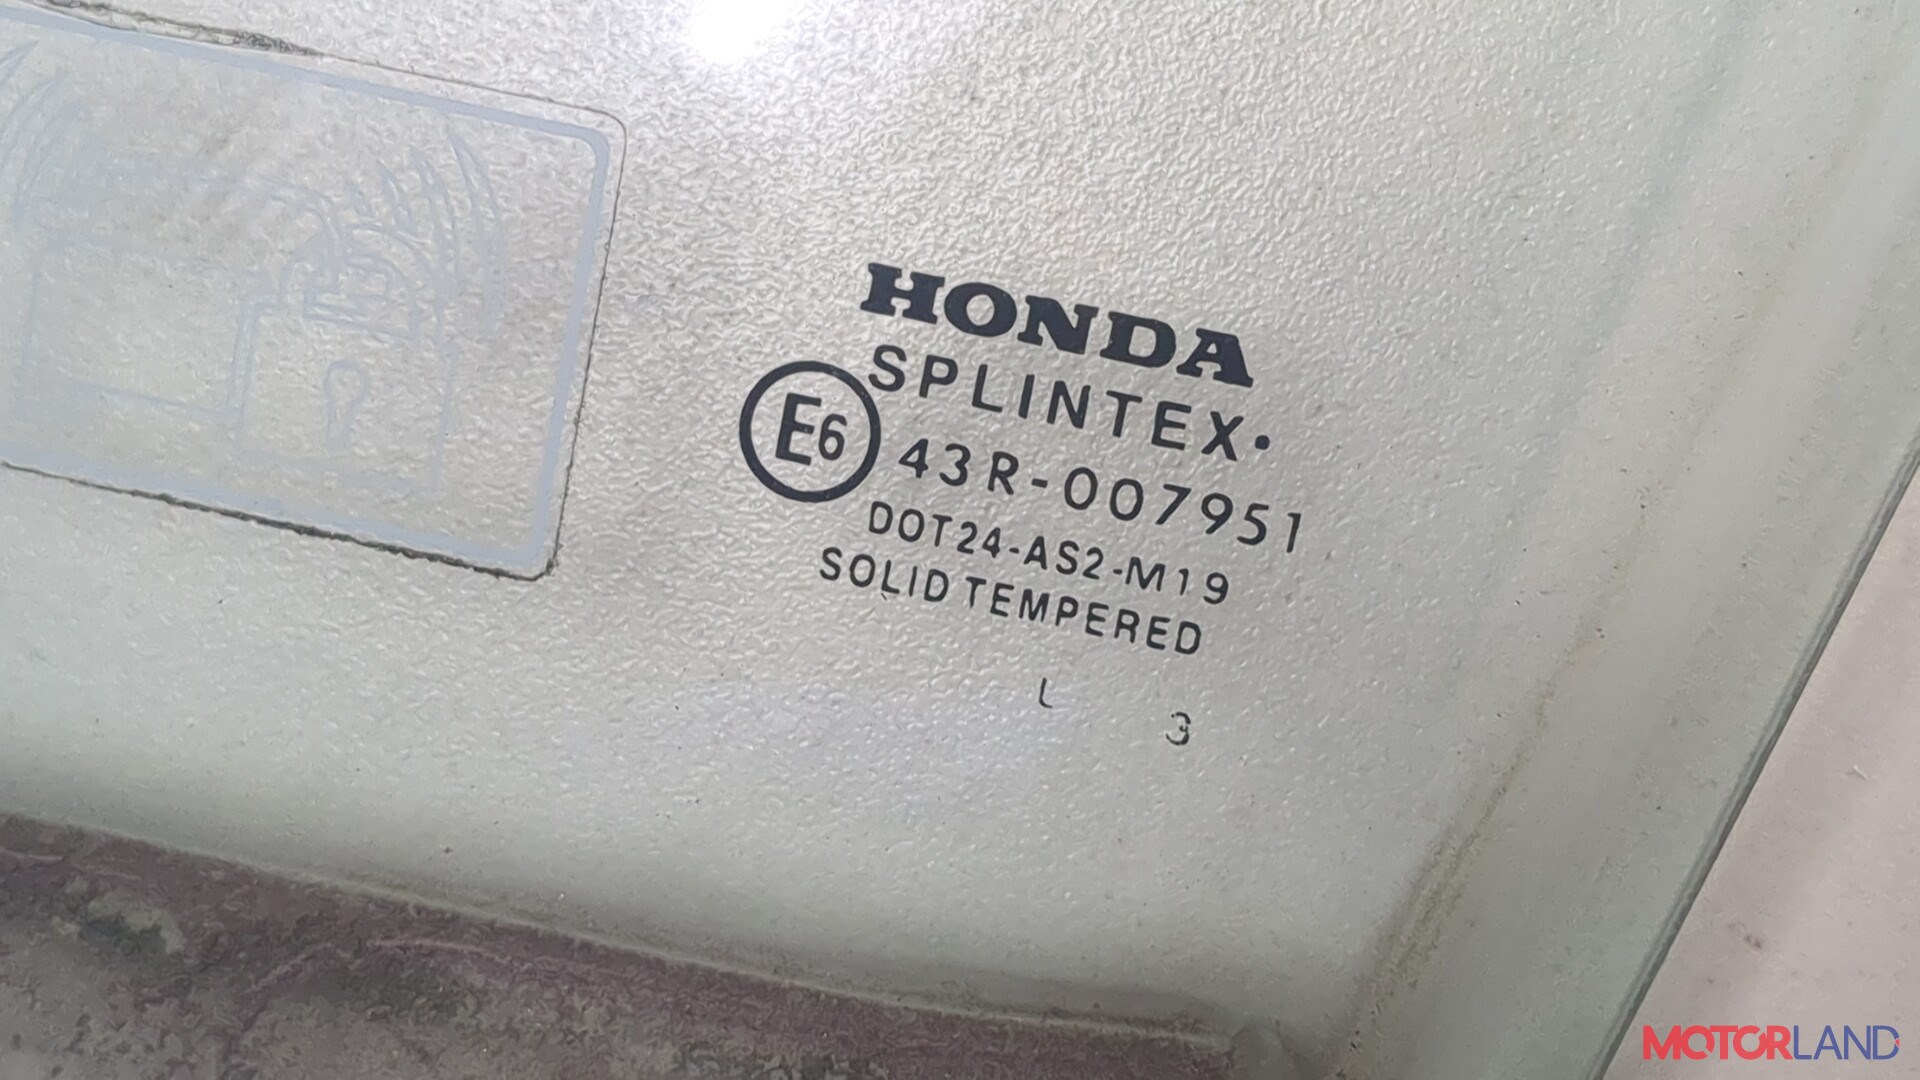 HONDA
SPLINTEX.
E6 43R-007951
DOT24-AS2-M19
SOLID TEMPERED
L 3
MOTORLAND